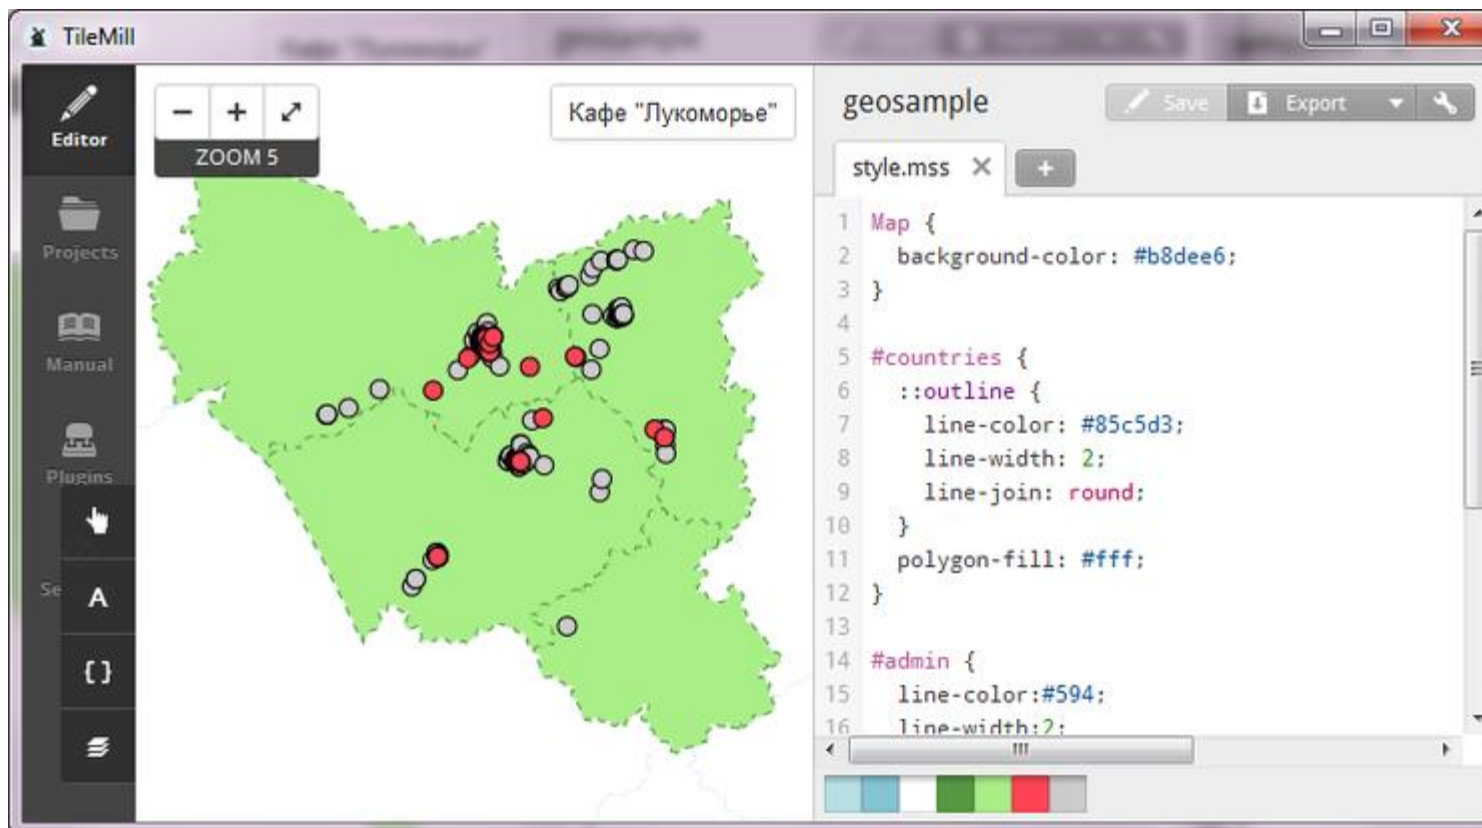 TileMill
Editor
Projects
Manual
Plugins
Se
A
{}
ZOOM 5
Кафе "Лукоморье"
geosample
Save
Export
style.mss
1 Map {
2 background-color: #b8dee6;
3 }
4
5 #countries {
6 ::outline {
7 line-color: #85c5d3;
8 line-width: 2;
9 line-join: round;
10 }
11 polygon-fill: #fff;
12 }
13
14 #admin {
15 line-color:#594;
16 line-width:2;